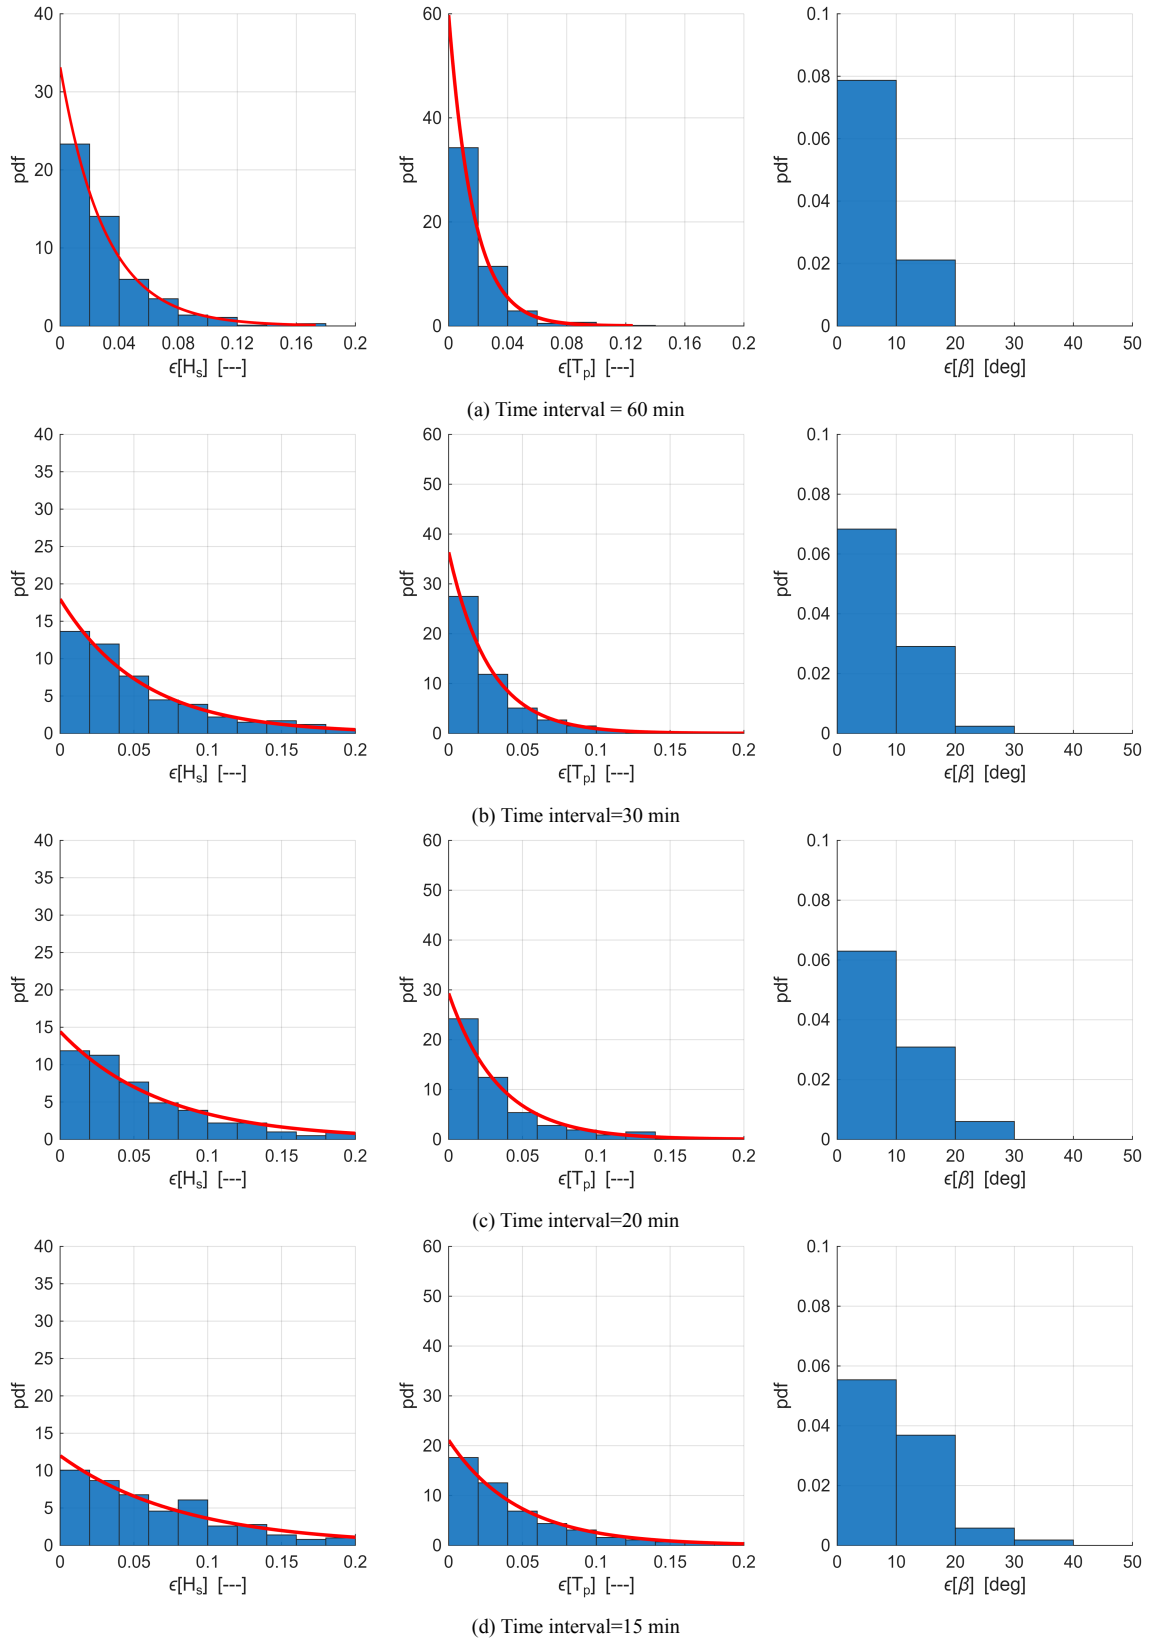 40
30
20
10
0
pdf
0 0.04 0.08 0.12 0.16 0.2
ϵ[Hs] [---]
60
40
20
0
pdf
0 0.04 0.08 0.12 0.16 0.2
ϵ[Tp] [---]
0.1
0.08
0.06
0.04
0.02
0
pdf
0 10 20 30 40 50
ϵ[β] [deg]
(a) Time interval = 60 min
40
35
30
25
20
15
10
5
0
pdf
0 0.05 0.1 0.15 0.2
ϵ[Hs] [---]
60
50
40
30
20
10
0
pdf
0 0.05 0.1 0.15 0.2
ϵ[Tp] [---]
0.1
0.08
0.06
0.04
0.02
0
pdf
0 10 20 30 40 50
ϵ[β] [deg]
(b) Time interval=30 min
40
35
30
25
20
15
10
5
0
pdf
0 0.05 0.1 0.15 0.2
ϵ[Hs] [---]
60
50
40
30
20
10
0
pdf
0 0.05 0.1 0.15 0.2
ϵ[Tp] [---]
0.1
0.08
0.06
0.04
0.02
0
pdf
0 10 20 30 40 50
ϵ[β] [deg]
(c) Time interval=20 min
40
35
30
25
20
15
10
5
0
pdf
0 0.05 0.1 0.15 0.2
ϵ[Hs] [---]
60
50
40
30
20
10
0
pdf
0 0.05 0.1 0.15 0.2
ϵ[Tp] [---]
0.1
0.08
0.06
0.04
0.02
0
pdf
0 10 20 30 40 50
ϵ[β] [deg]
(d) Time interval=15 min